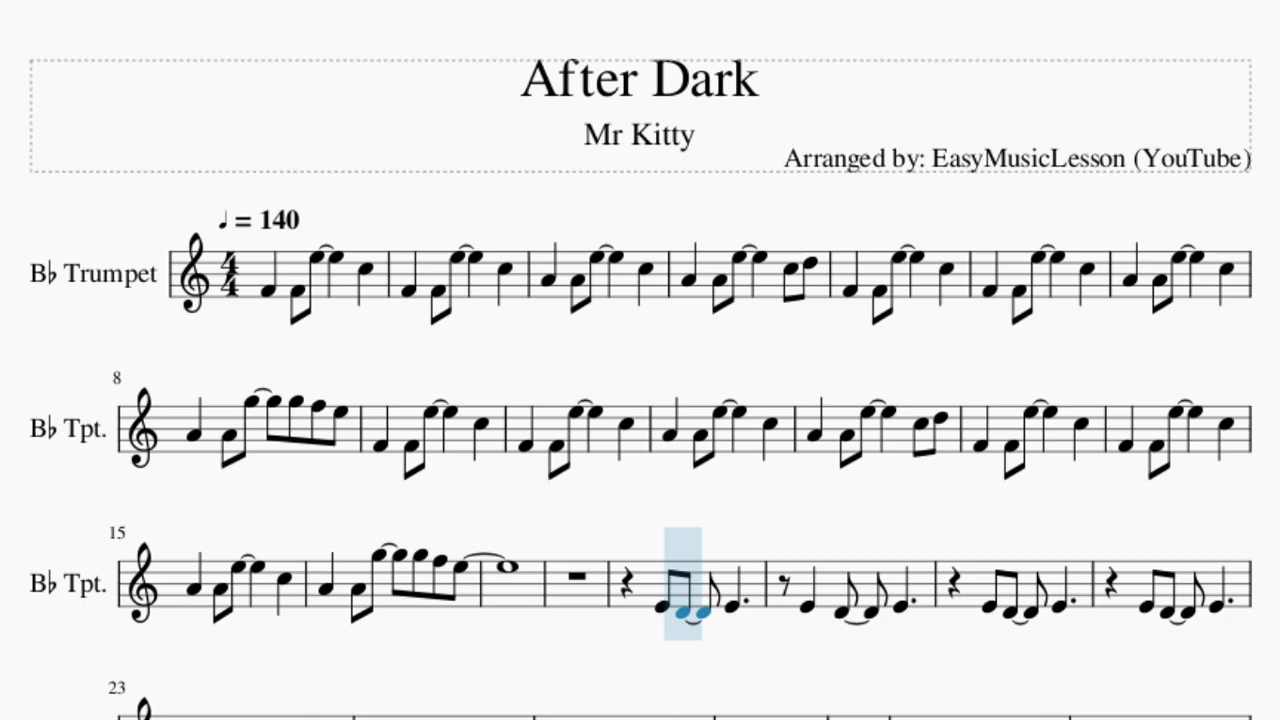 After Dark
Mr Kitty
Arranged by: EasyMusicLesson (YouTube)
♩ = 140
B♭ Trumpet
4/4
8
B♭ Tpt.
15
B♭ Tpt.
23